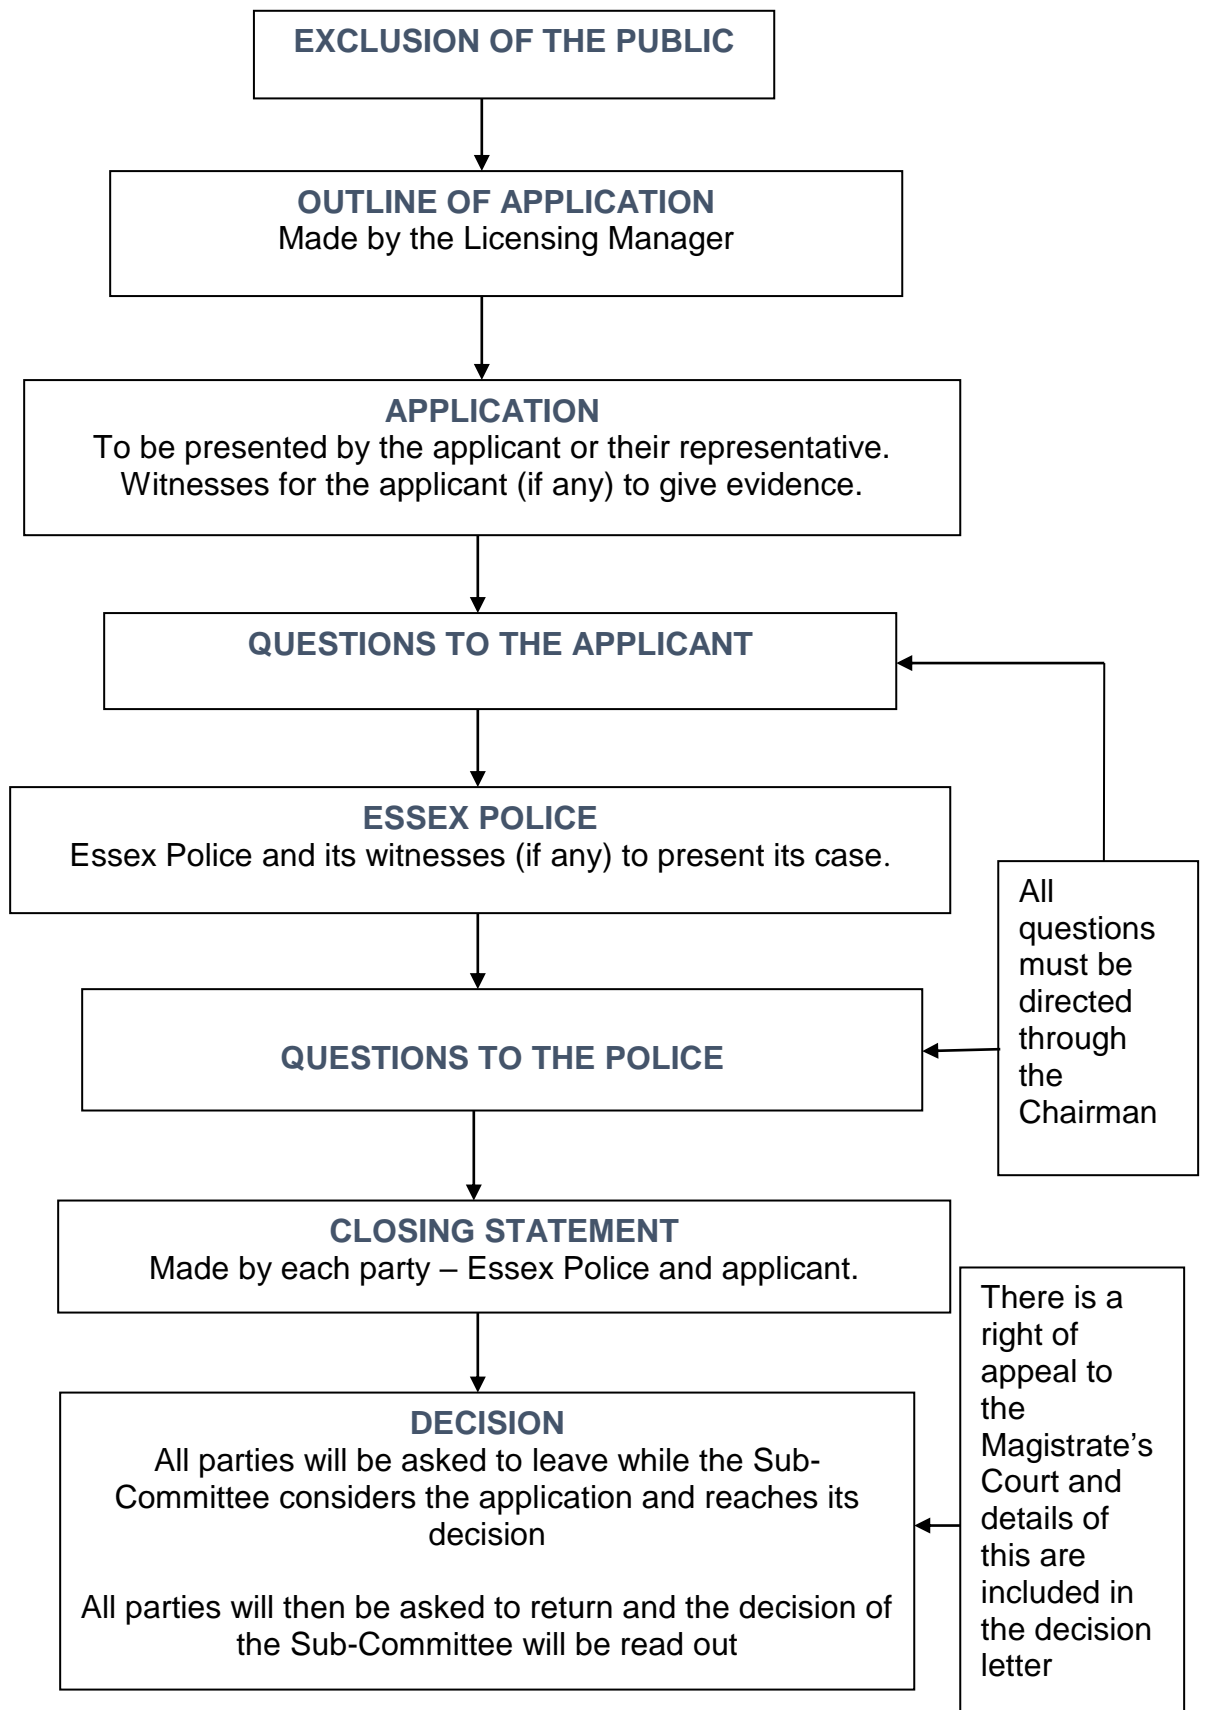 EXCLUSION OF THE PUBLIC
OUTLINE OF APPLICATION
Made by the Licensing Manager
APPLICATION
To be presented by the applicant or their representative.
Witnesses for the applicant (if any) to give evidence.
QUESTIONS TO THE APPLICANT
ESSEX POLICE
Essex Police and its witnesses (if any) to present its case.
All
questions
must be
directed
through
the
Chairman
QUESTIONS TO THE POLICE
CLOSING STATEMENT
Made by each party – Essex Police and applicant.
DECISION
All parties will be asked to leave while the Sub-
Committee considers the application and reaches its
decision
All parties will then be asked to return and the decision of
the Sub-Committee will be read out
There is a
right of
appeal to
the
Magistrate’s
Court and
details of
this are
included in
the decision
letter